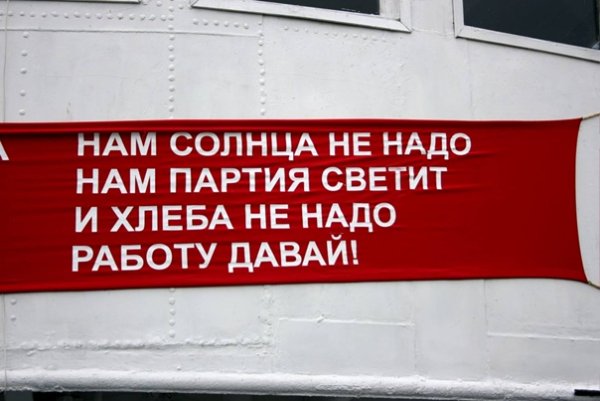 А
НАМ СОЛНЦА НЕ НАДО
НАМ ПАРТИЯ СВЕТИТ
И ХЛЕБА НЕ НАДО
РАБОТУ ДАВАЙ!